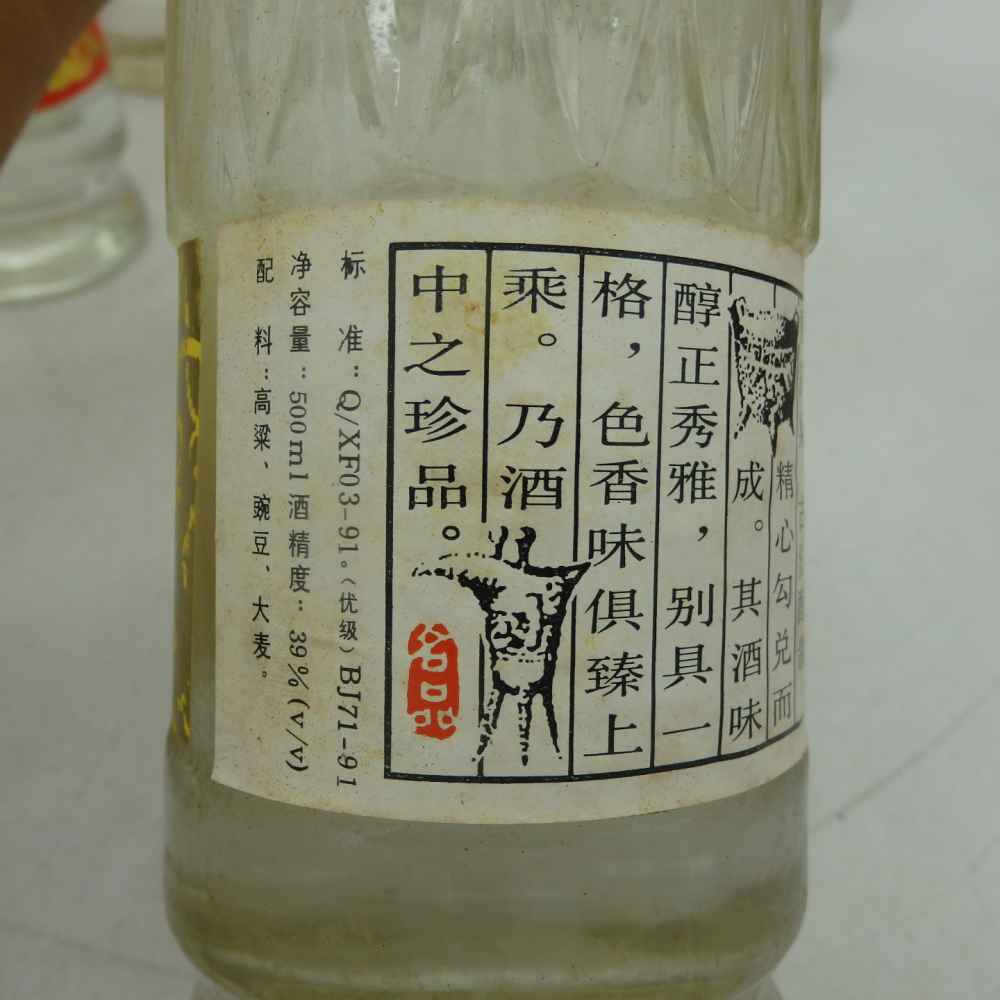 精心勾兑而
成。其酒味
醇正秀雅，别具一
格，色香味俱臻上
乘。乃酒
中之珍品。
名品
标 准：Q/XF03-91。(优级) BJ71-91
净容量：500ml 酒精度：39%(v/v)
配 料：高粱、豌豆、大麦。